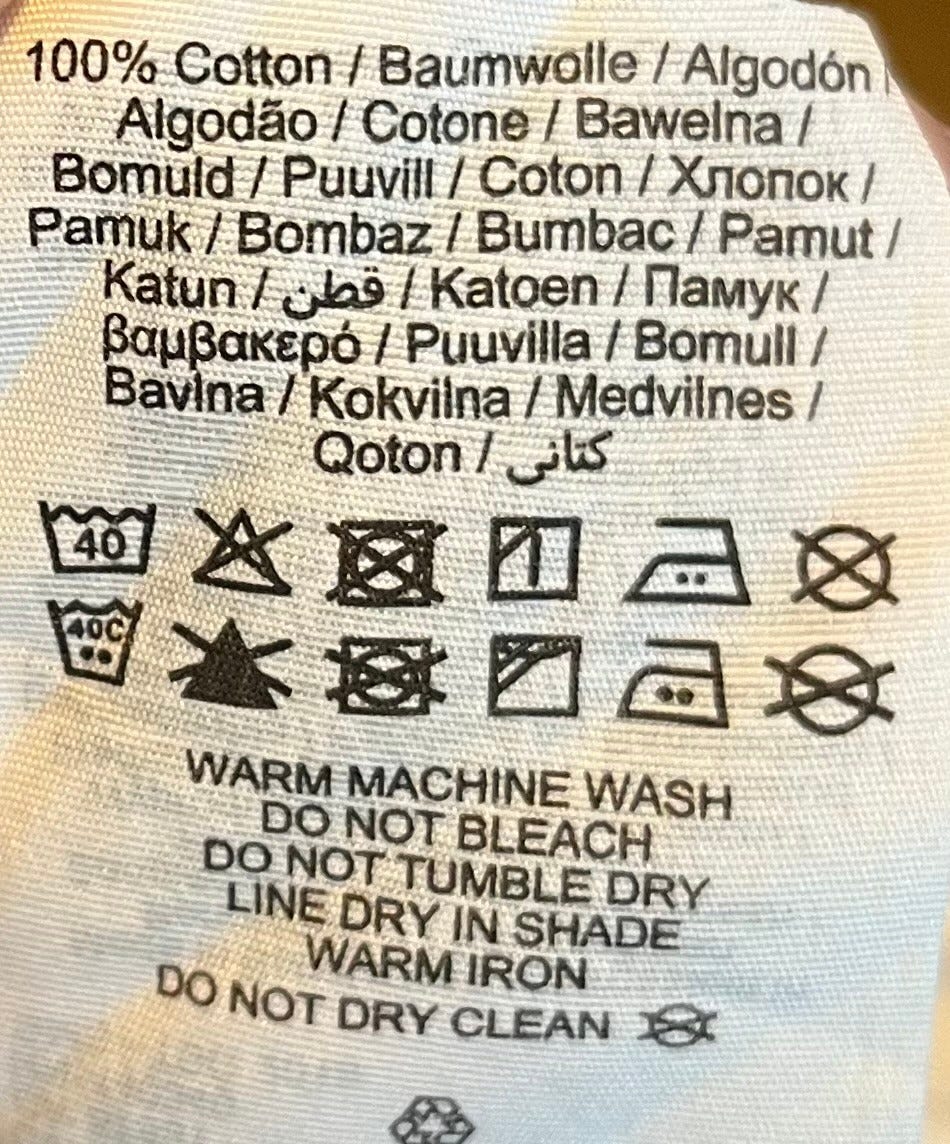 100% Cotton / Baumwolle / Algodón /
Algodão / Cotone / Bawelna /
Bomuld / Puuvill / Coton / Хлопок /
Pamuk / Bombaz / Bumbac / Pamut /
Katun / قطن / Katoen / Памук /
βαμβακερό / Puuvilla / Bomull /
Bavlna / Kokvilna / Medvilnes /
Qoton / كتانى
40
40C
WARM MACHINE WASH
DO NOT BLEACH
DO NOT TUMBLE DRY
LINE DRY IN SHADE
WARM IRON
DO NOT DRY CLEAN